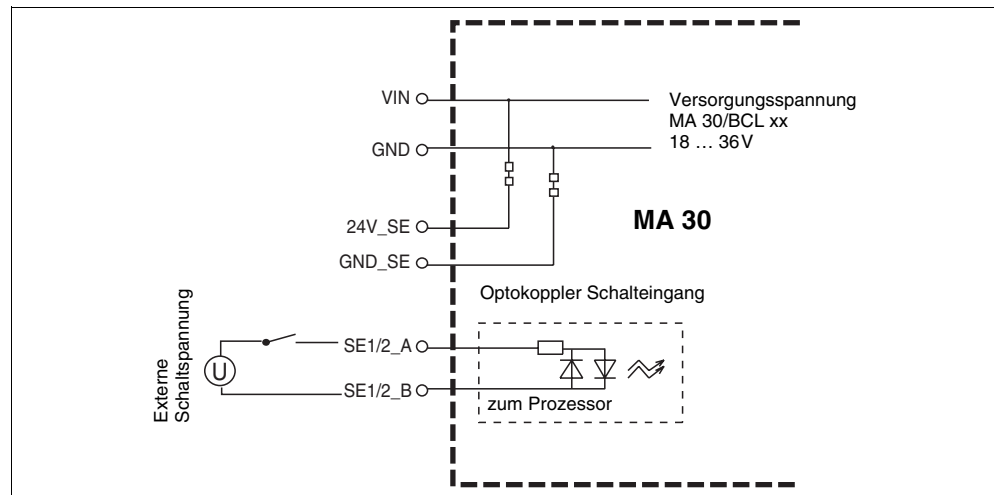 VIN
GND
Versorgungsspannung
MA 30/BCL xx
18 … 36V
24V_SE
GND_SE
MA 30
Optokoppler Schalteingang
Externe
Schaltspannung
U
SE1/2_A
SE1/2_B
zum Prozessor